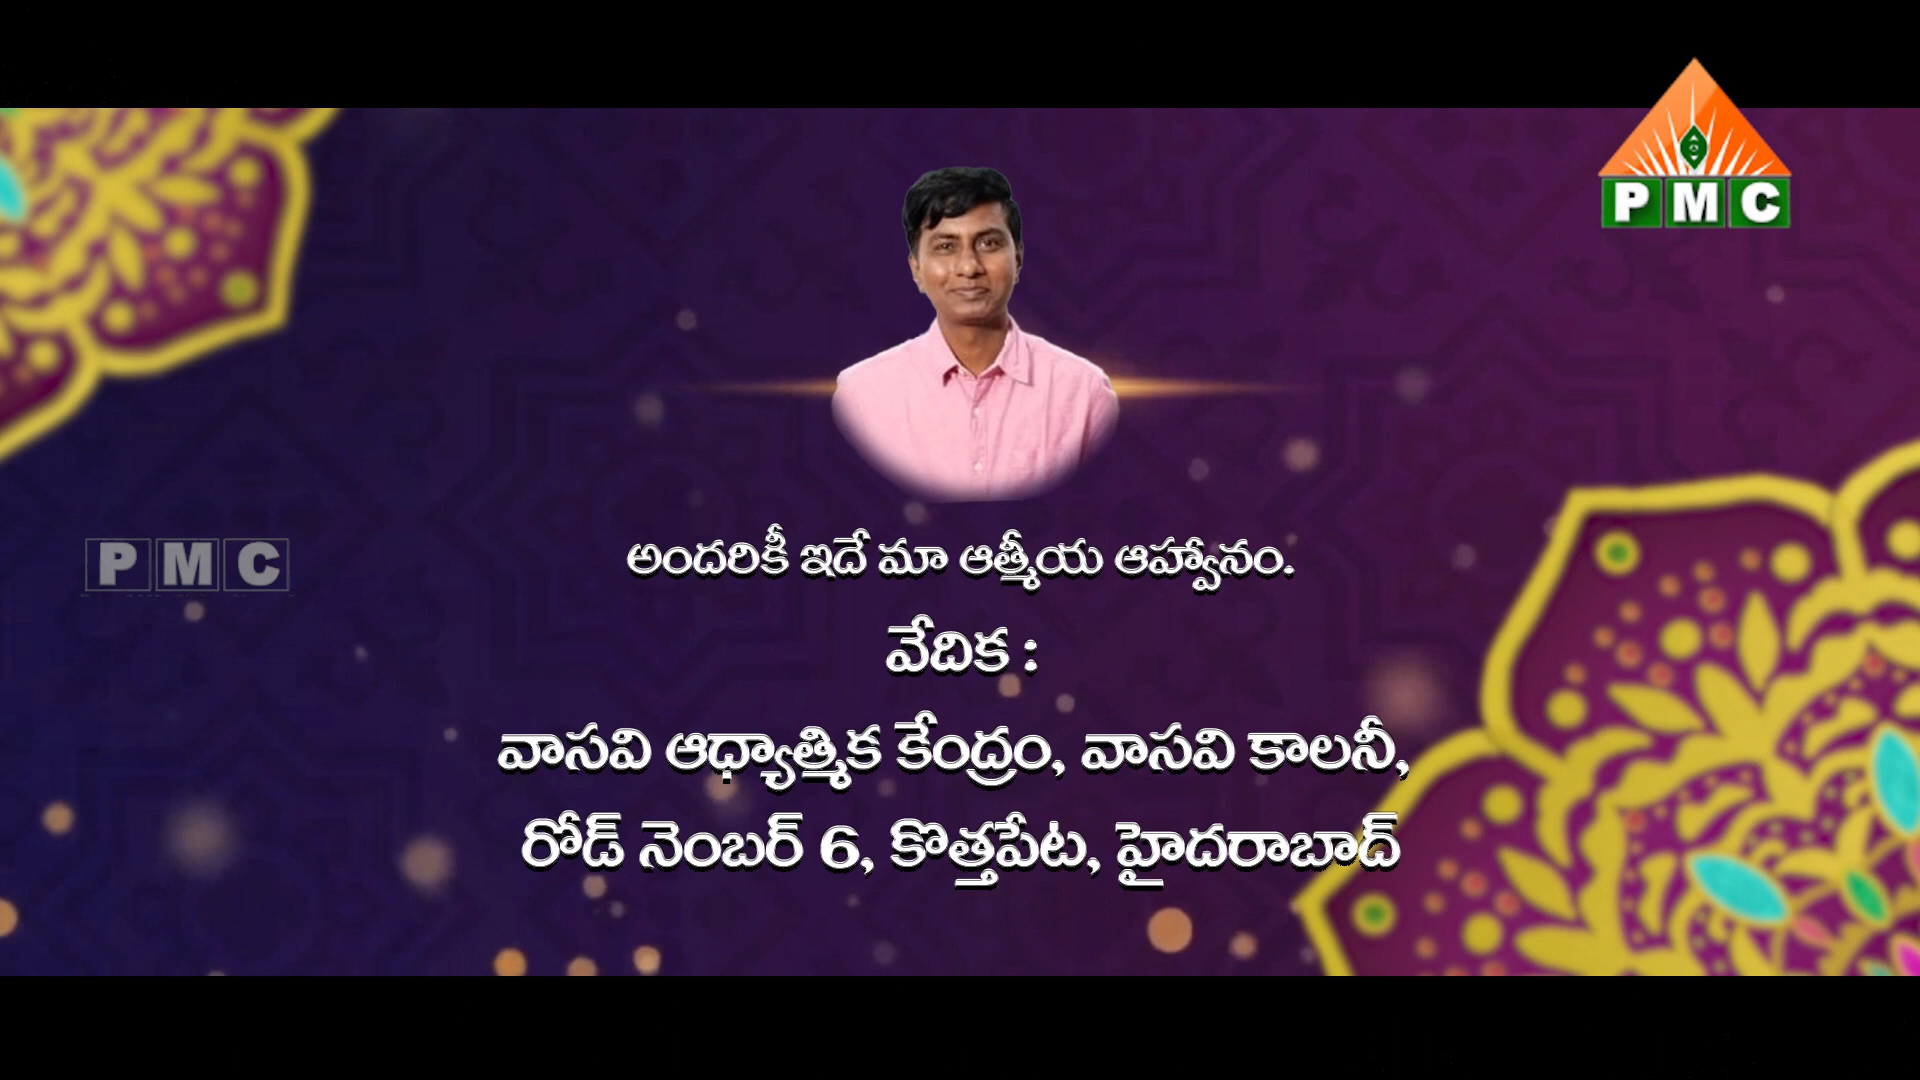 PMC
PMC
అందరికీ ఇదే మా ఆత్మీయ ఆహ్వానం.
వేదిక :
వాసవి ఆధ్యాత్మిక కేంద్రం, వాసవి కాలనీ,
రోడ్ నెంబర్ 6, కొత్తపేట, హైదరాబాద్